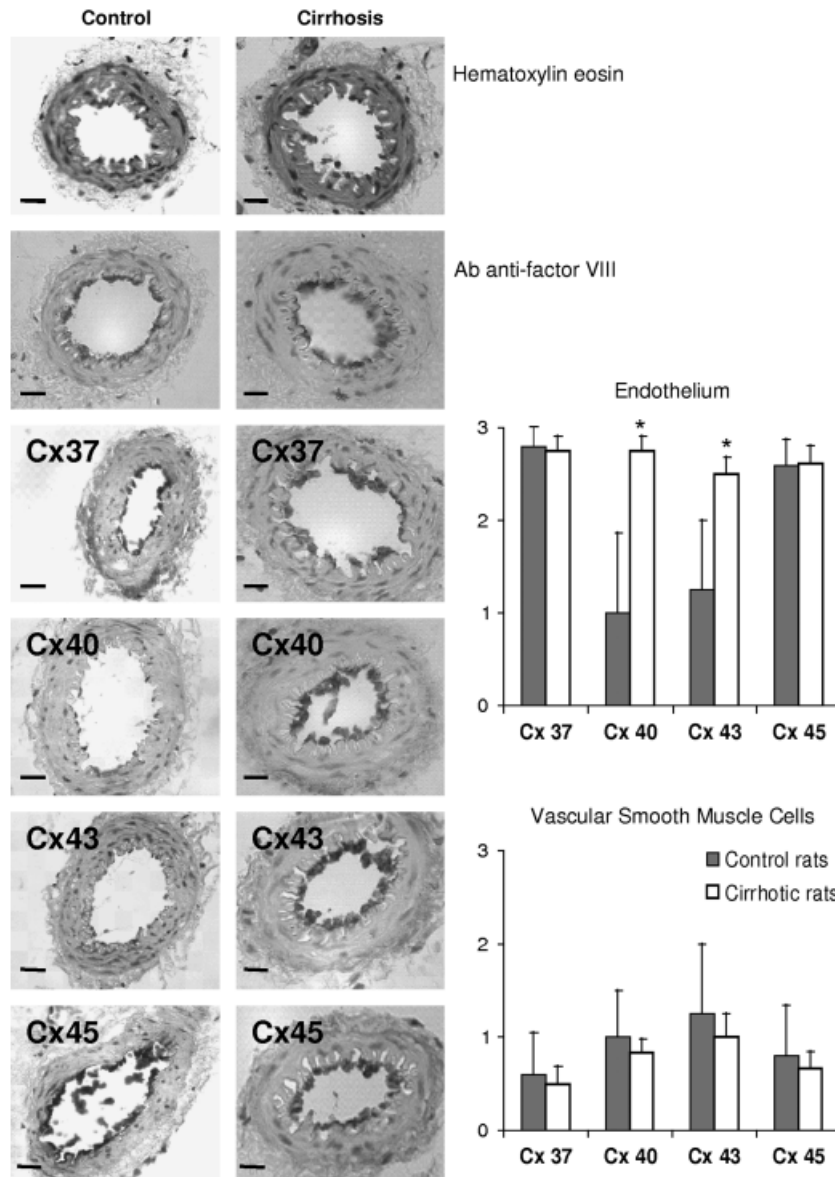 Control Cirrhosis
Hematoxylin eosin
Ab anti-factor VIII
Cx37 Cx37
Cx40 Cx40
Cx43 Cx43
Cx45 Cx45
Endothelium
3
2
1
0
* *
Cx 37 Cx 40 Cx 43 Cx 45
Vascular Smooth Muscle Cells
3
2
1
0
Control rats
Cirrhotic rats
Cx 37 Cx 40 Cx 43 Cx 45